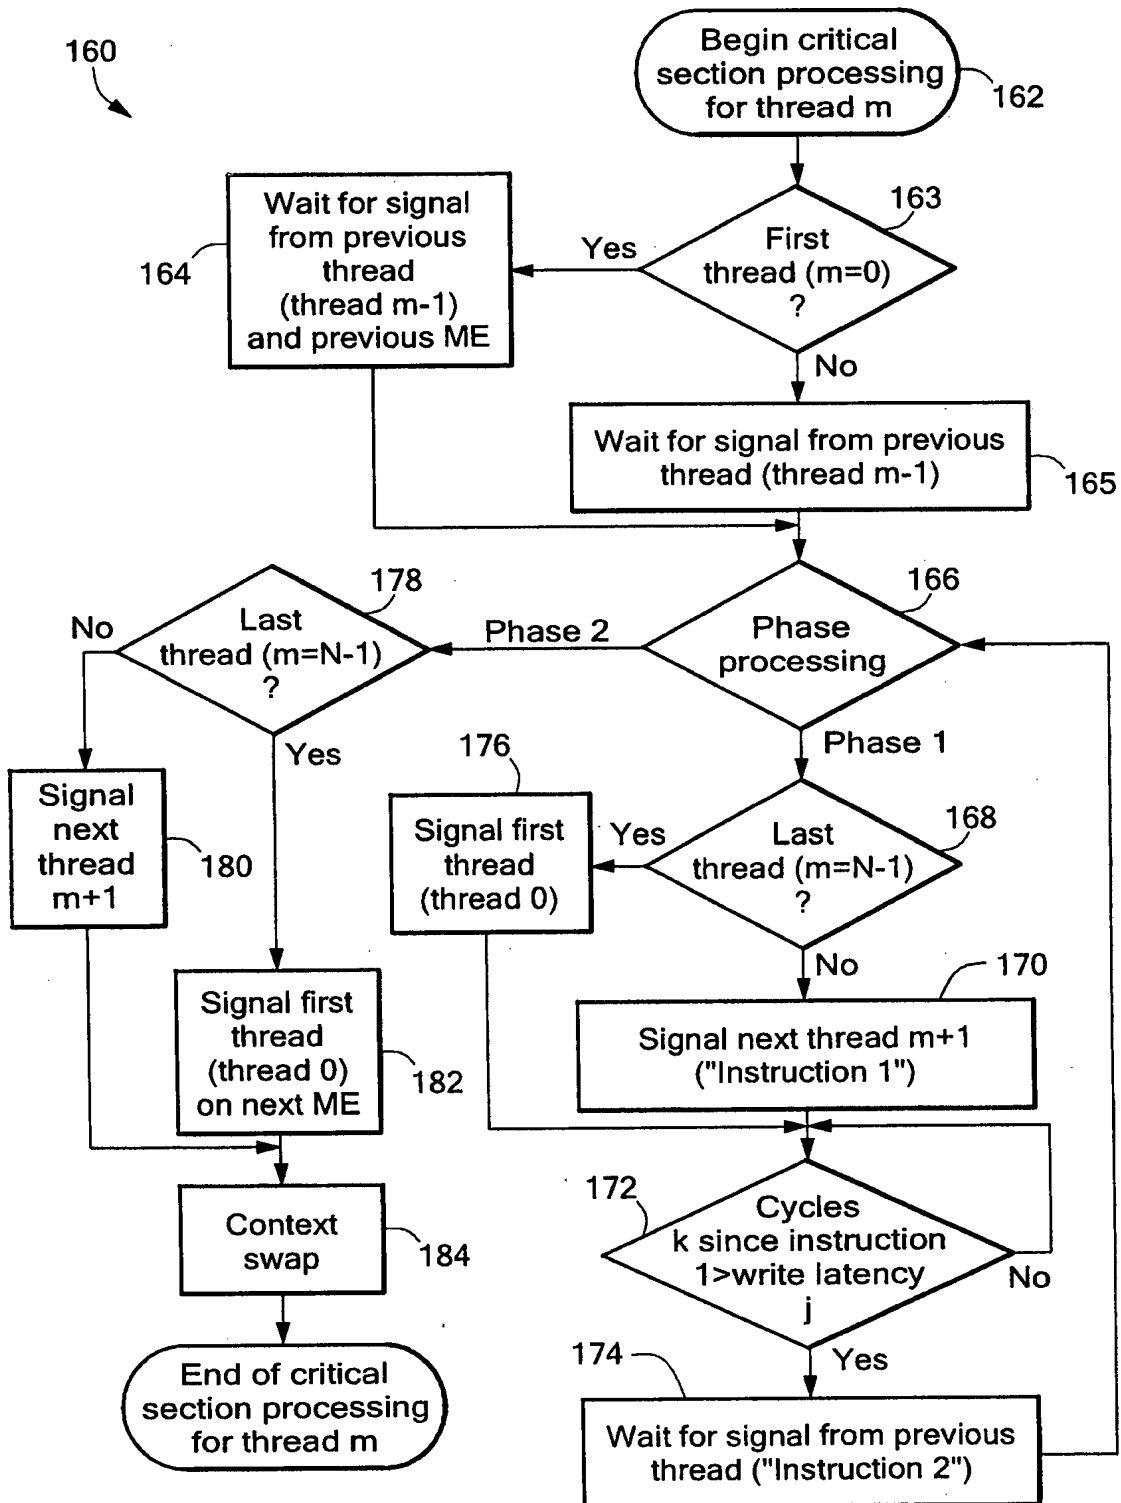 160
Begin critical
section processing
for thread m
162
163
First
thread (m=0)
?
Yes
No
Wait for signal
from previous
thread
(thread m-1)
and previous ME
164
Wait for signal from previous
thread (thread m-1)
165
166
Phase
processing
Phase 2
Phase 1
178
Last
thread (m=N-1)
?
No
Yes
176
Signal first
thread
(thread 0)
Yes
168
Last
thread (m=N-1)
?
No
Signal
next
thread
m+1
180
170
Signal next thread m+1
("Instruction 1")
Signal first
thread
(thread 0)
on next ME
182
172
Cycles
k since instruction
1>write latency
j
No
Yes
Context
swap
184
174
Wait for signal from previous
thread ("Instruction 2")
End of critical
section processing
for thread m